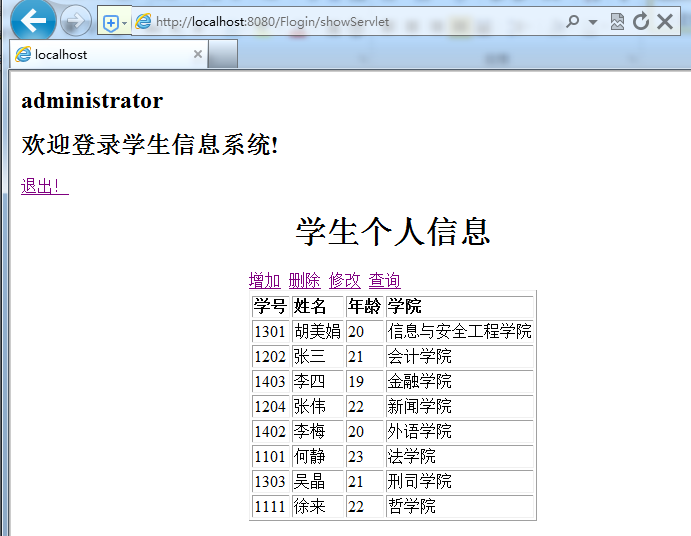 http://localhost:8080/Flogin/showServlet
localhost
administrator
欢迎登录学生信息系统!
退出!
学生个人信息
增加 删除 修改 查询
学号 姓名 年龄 学院
1301 胡美娟 20 信息与安全工程学院
1202 张三 21 会计学院
1403 李四 19 金融学院
1204 张伟 22 新闻学院
1402 李梅 20 外语学院
1101 何静 23 法学院
1303 吴晶 21 刑司学院
1111 徐来 22 哲学院